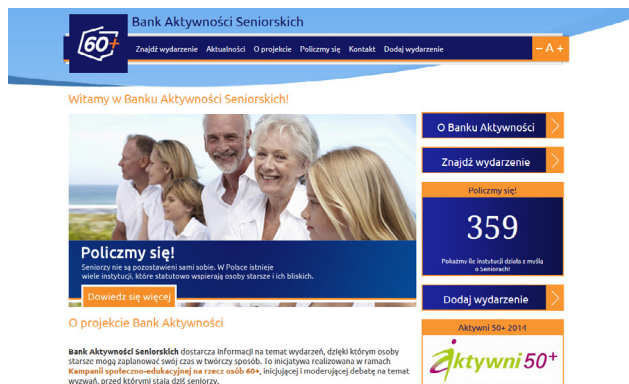 60+
Bank Aktywności Seniorskich
Znajdź wydarzenie Aktualności O projekcie Policzmy się Kontakt Dodaj wydarzenie
– A +
Witamy w Banku Aktywności Seniorskich!
Policzmy się!
Seniorzy nie są pozostawieni sami sobie. W Polsce istnieje
wiele instytucji, które statutowo wspierają osoby starsze i ich bliskich.
Dowiedz się więcej
O projekcie Bank Aktywności
Bank Aktywności Seniorskich dostarcza informacji na temat wydarzeń, dzięki którym osoby
starsze mogą zaplanować swój czas w twórczy sposób. To inicjatywa realizowana w ramach
Kampanii społeczno-edukacyjnej na rzecz osób 60+, inicjującej i moderującej debatę na temat
wyzwań, przed którymi stają dziś seniorzy.
O Banku Aktywności
Znajdź wydarzenie
Policzmy się!
359
Pokażmy ile instytucji działa z myślą
o Seniorach!
Dodaj wydarzenie
Aktywni 50+ 2014
Aktywni 50+